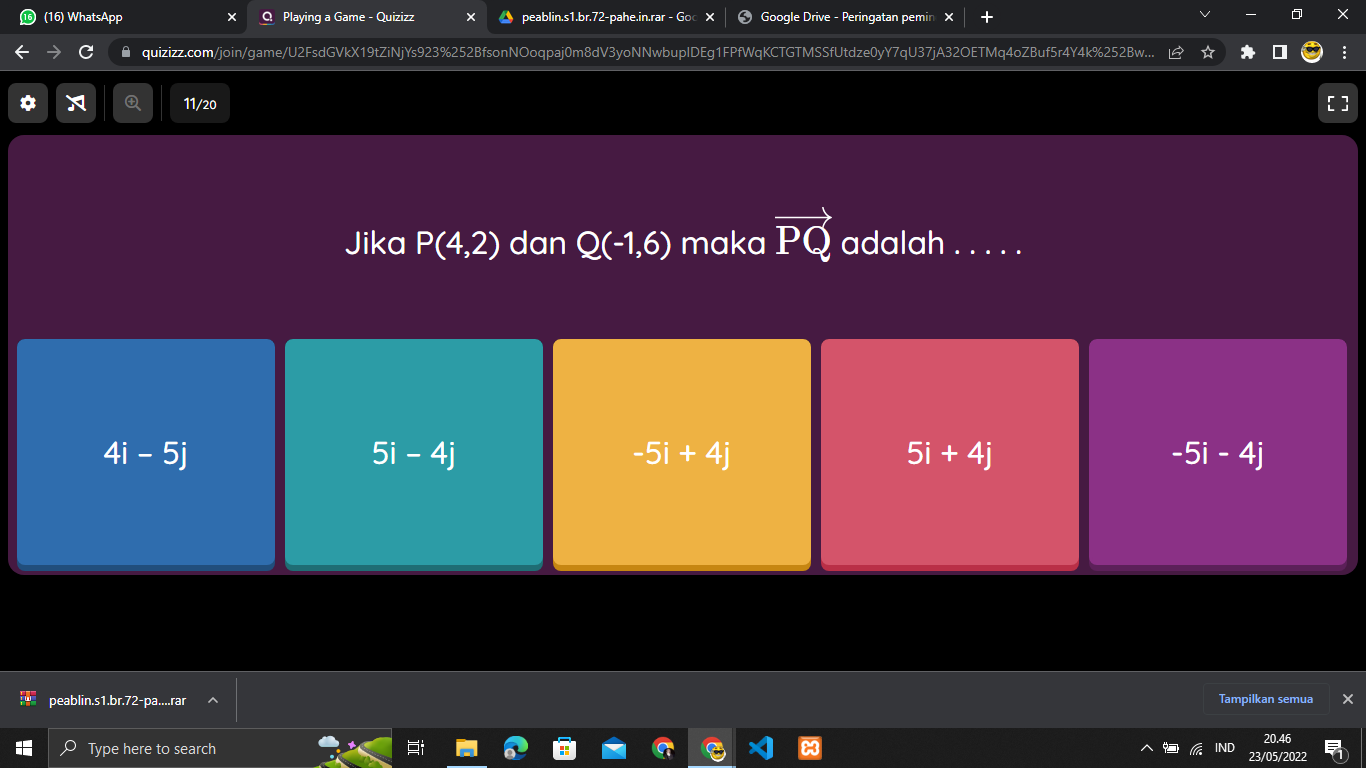 (16) WhatsApp
Playing a Game - Quizizz
peablin.s1.br.72-pahe.in.rar - Goo
Google Drive - Peringatan pemin
quizizz.com/join/game/U2FsdGVkX19tZiNjYs923%252BfsonNOoqpaj0m8dV3yoNNwbupIDEg1FPfWqKCTGTMSSfUtdze0yY7qU37jA32OETMq4oZBuf5r4Y4k%252Bw...
11/20
Jika P(4,2) dan Q(-1,6) maka PQ adalah . . . . .
4i – 5j
5i – 4j
-5i + 4j
5i + 4j
-5i - 4j
peablin.s1.br.72-pa....rar
Tampilkan semua
Type here to search
IND
20.46
23/05/2022
1